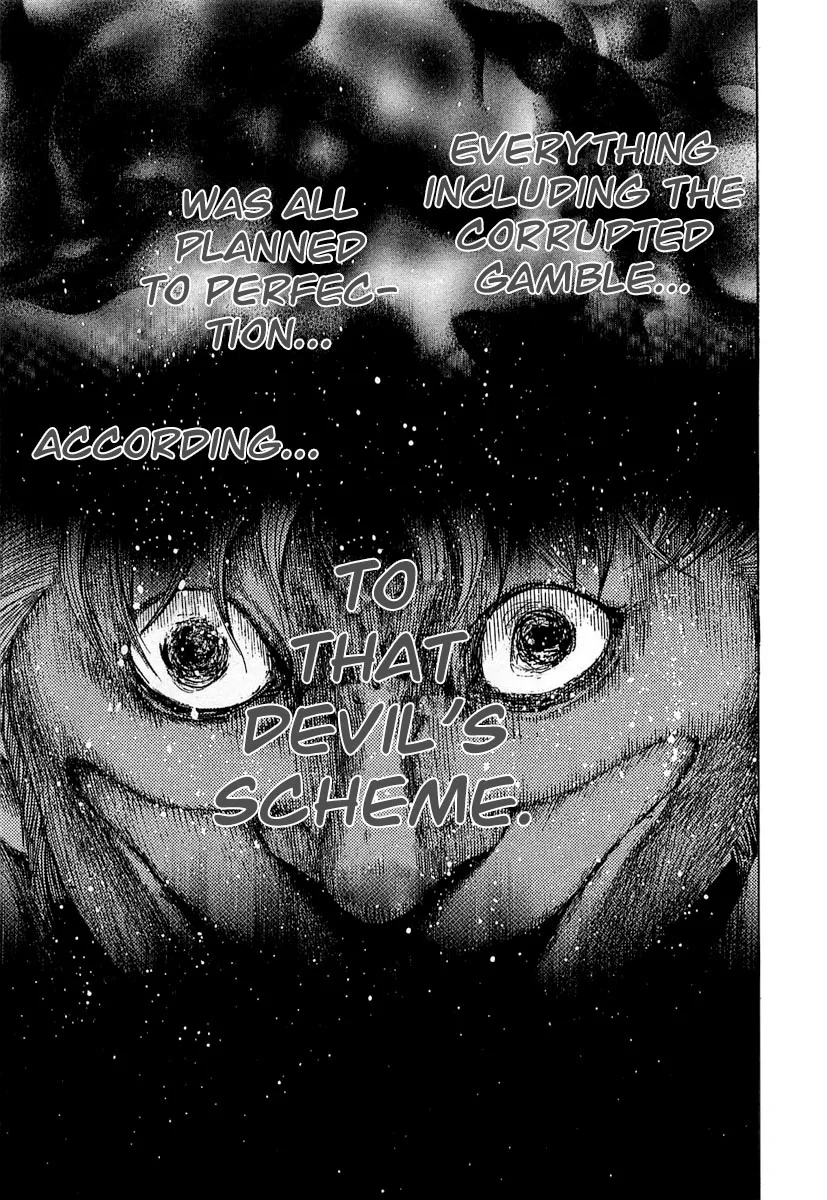 EVERYTHING
INCLUDING THE
CORRUPTED
GAMBLE...
WAS ALL
PLANNED
TO PERFEC-
TION...
ACCORDING...
TO
THAT
DEVIL'S
SCHEME.